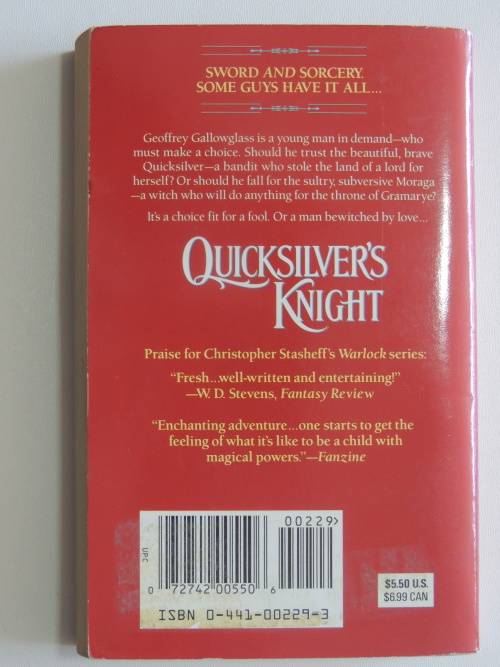 SWORD AND SORCERY.
SOME GUYS HAVE IT ALL...
Geoffrey Gallowglass is a young man in demand—who
must make a choice. Should he trust the beautiful, brave
Quicksilver—a bandit who stole the land of a lord for
herself? Or should he fall for the sultry, subversive Moraga
—a witch who will do anything for the throne of Gramarye?
It's a choice fit for a fool. Or a man bewitched by love...
QUICKSILVER'S
KNIGHT
Praise for Christopher Stasheff's Warlock series:
"Fresh...well-written and entertaining!"
—W. D. Stevens, Fantasy Review
"Enchanting adventure...one starts to get the
feeling of what it's like to be a child with
magical powers."—Fanzine
00229>
UPC
0 72742 00550 6
ISBN 0-441-00229-3
$5.50 U.S.
$6.99 CAN